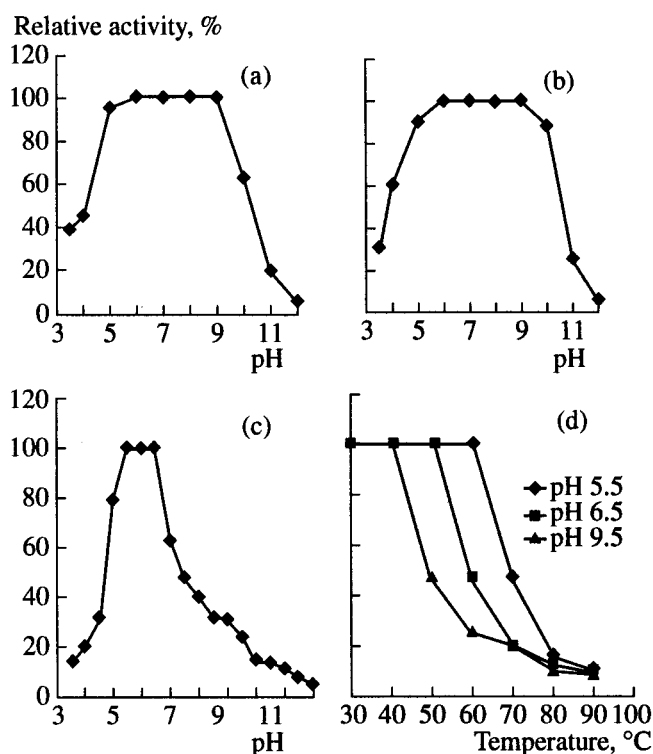 Relative activity, %
120
100
80
60
40
20
0
(a)
3 5 7 9 11
pH
(b)
3 5 7 9 11
pH
120
100
80
60
40
20
0
(c)
3 5 7 9 11
pH
(d)
pH 5.5
pH 6.5
pH 9.5
30 40 50 60 70 80 90 100
Temperature, °C